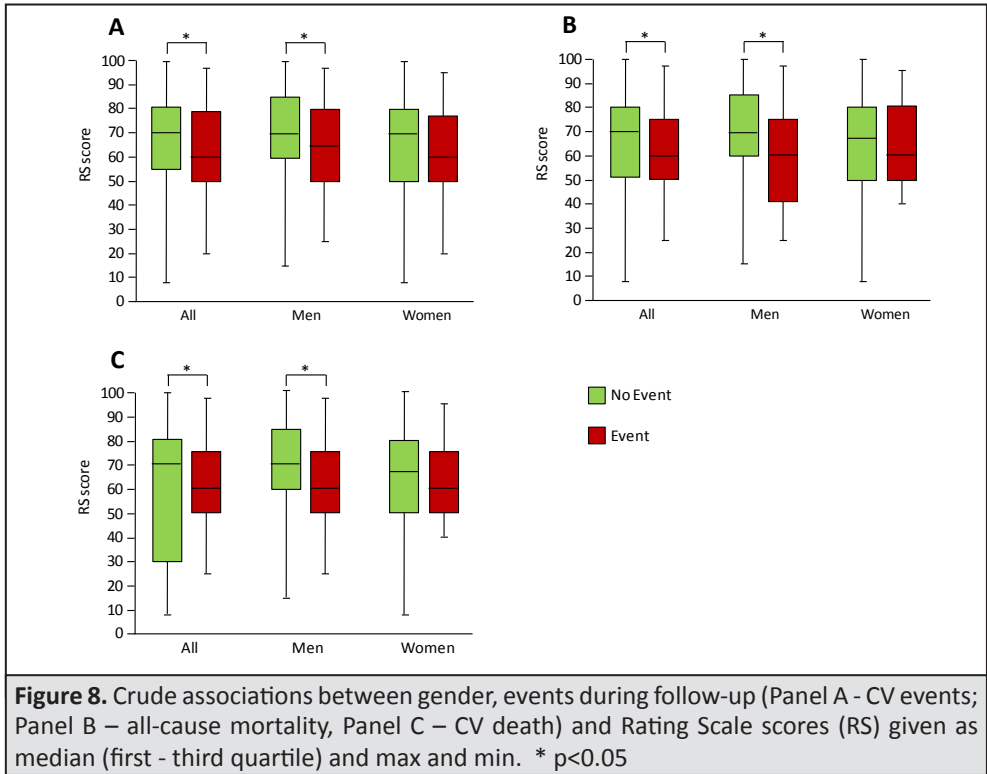 A
*
*
100
90
80
70
60
50
40
30
20
10
0
RS score
All
Men
Women
B
*
*
100
90
80
70
60
50
40
30
20
10
0
RS score
All
Men
Women
C
*
*
100
90
80
70
60
50
40
30
20
10
0
RS score
All
Men
Women
No Event
Event
Figure 8. Crude associations between gender, events during follow-up (Panel A - CV events;
Panel B – all-cause mortality, Panel C – CV death) and Rating Scale scores (RS) given as
median (first - third quartile) and max and min. * p<0.05